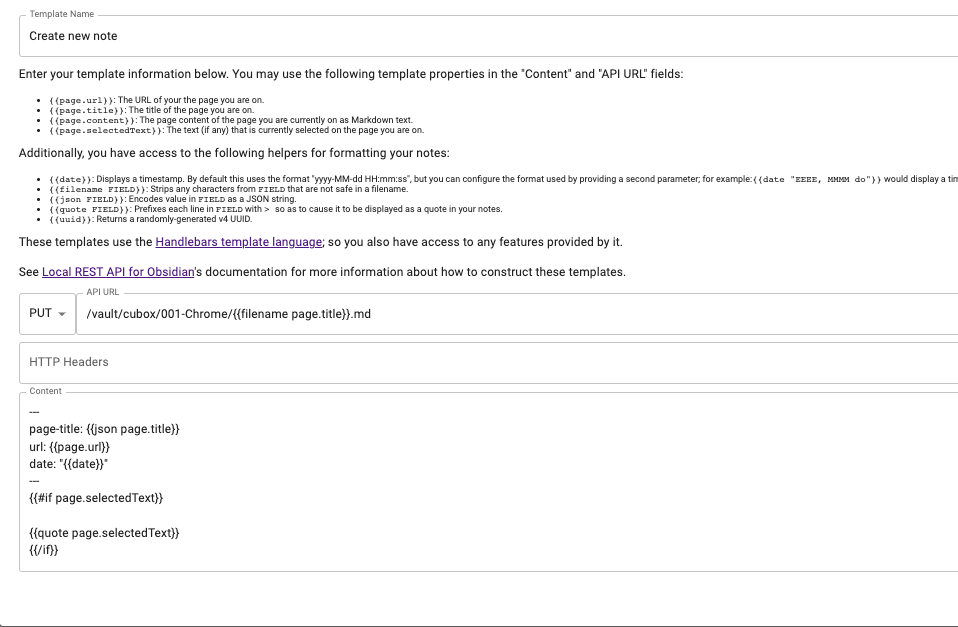 Template Name
Create new note
Enter your template information below. You may use the following template properties in the "Content" and "API URL" fields:
• {{page.url}}: The URL of your the page you are on.
• {{page.title}}: The title of the page you are on.
• {{page.content}}: The page content of the page you are currently on as Markdown text.
• {{page.selectedText}}: The text (if any) that is currently selected on the page you are on.
Additionally, you have access to the following helpers for formatting your notes:
• {{date}}: Displays a timestamp. By default this uses the format "yyyy-MM-dd HH:mm:ss", but you can configure the format used by providing a second parameter; for example:{{date "EEEE, MMMM do"}} would display a tim
• {{filename FIELD}}: Strips any characters from FIELD that are not safe in a filename.
• {{json FIELD}}: Encodes value in FIELD as a JSON string.
• {{quote FIELD}}: Prefixes each line in FIELD with > so as to cause it to be displayed as a quote in your notes.
• {{uuid}}: Returns a randomly-generated v4 UUID.
These templates use the Handlebars template language; so you also have access to any features provided by it.
See Local REST API for Obsidian's documentation for more information about how to construct these templates.
API URL
PUT /vault/cubox/001-Chrome/{{filename page.title}}.md
HTTP Headers
Content
---
page-title: {{json page.title}}
url: {{page.url}}
date: "{{date}}"
---
{{#if page.selectedText}}
{{quote page.selectedText}}
{{/if}}